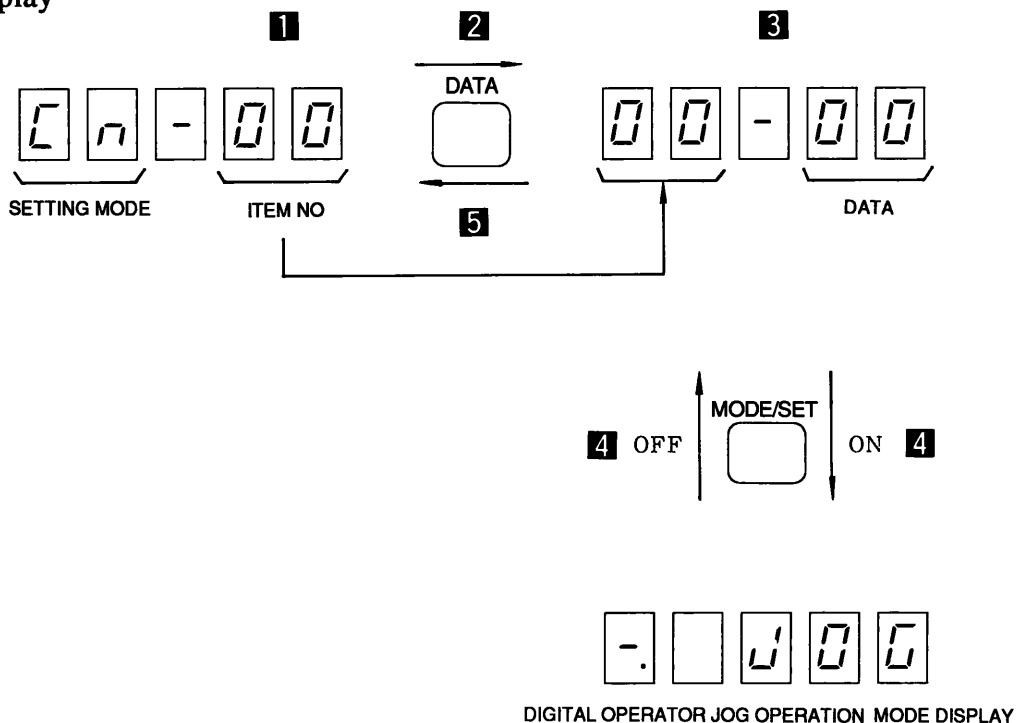 play
1 2 3
DATA
Cn-00 00-00
SETTING MODE ITEM NO DATA
5
MODE/SET
4 OFF ON 4
-. JOG
DIGITAL OPERATOR JOG OPERATION MODE DISPLAY